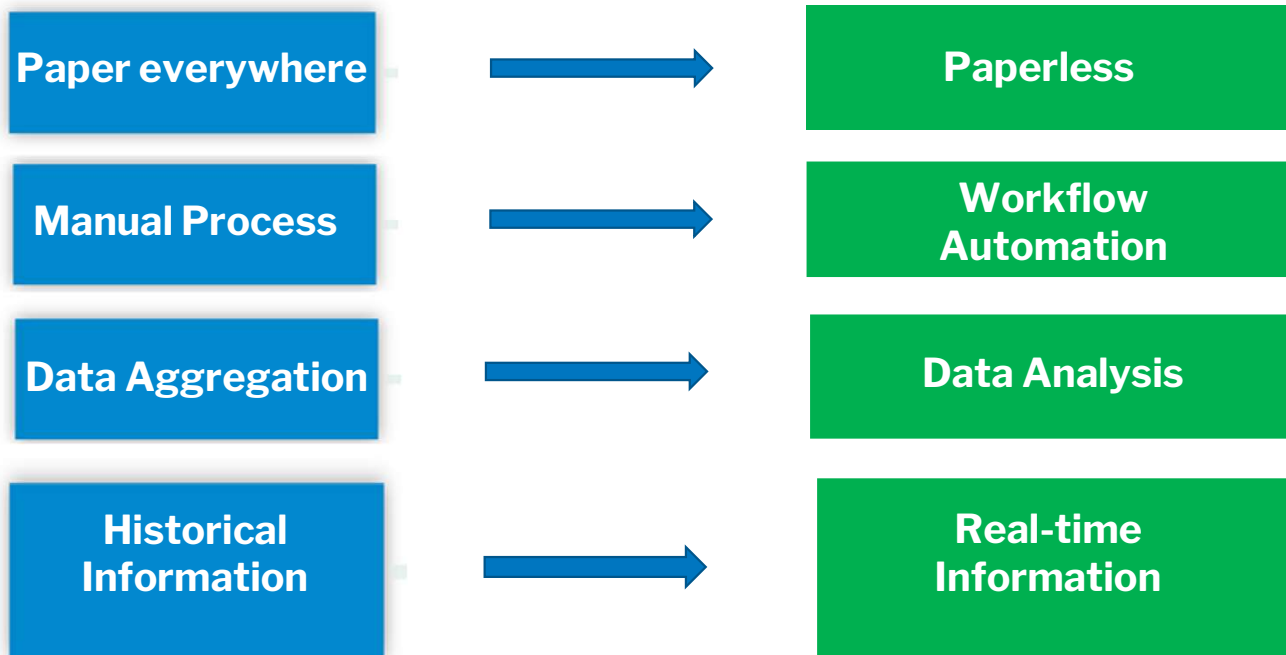 Paper everywhere
Paperless
Manual Process
Workflow
Automation
Data Aggregation
Data Analysis
Historical
Information
Real-time
Information